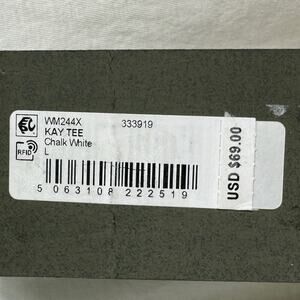 WM244X 333919
KAY TEE
Chalk White
L
RFID
5 063108 222519
USD $69.00